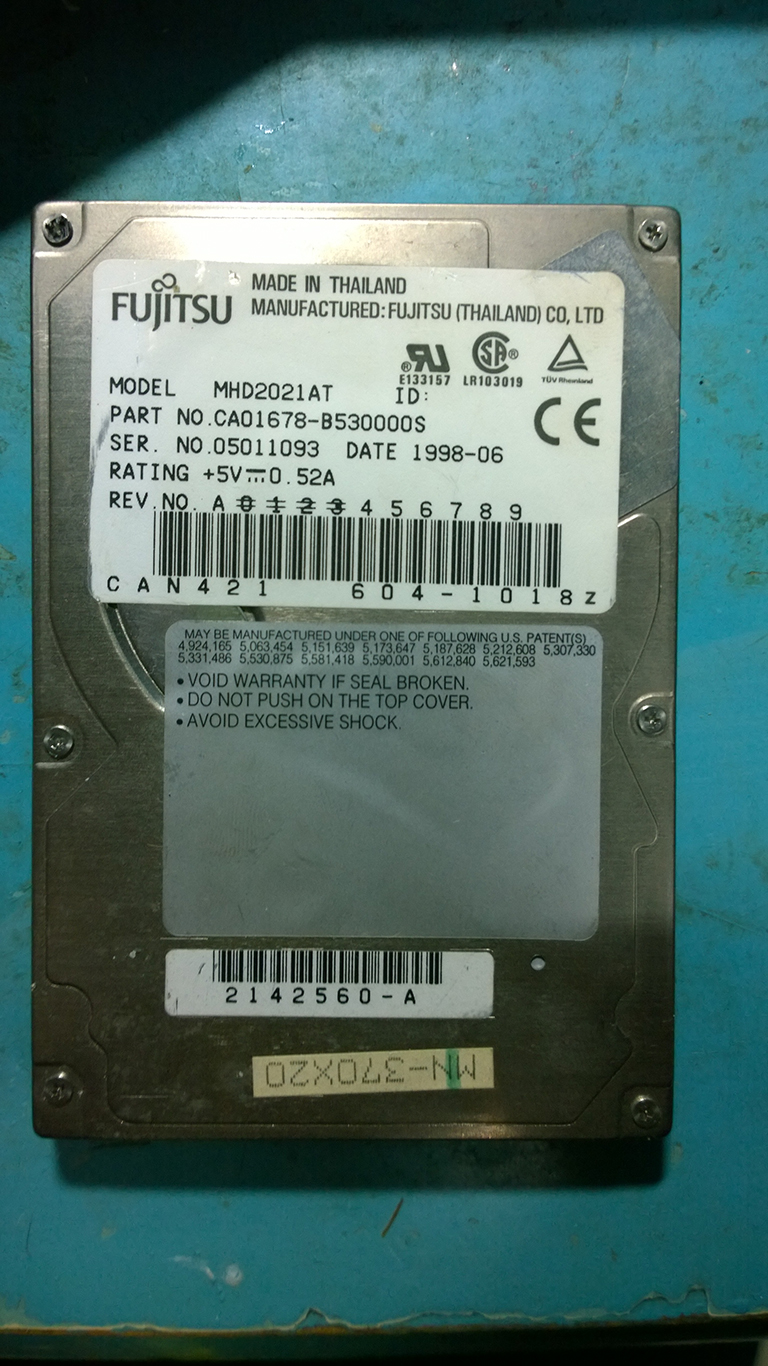 FUJITSU
MADE IN THAILAND
MANUFACTURED: FUJITSU (THAILAND) CO, LTD
E133157 LR103019 TÜV Rheinland
MODEL MHD2021AT ID:
PART NO.CA01678-B530000S
SER. NO.05011093 DATE 1998-06
RATING +5V⎓0.52A
REV.NO. A 0 1 2 3 4 5 6 7 8 9
CAN421 604-1018z
MAY BE MANUFACTURED UNDER ONE OF FOLLOWING U.S. PATENT(S)
4,924,165 5,063,454 5,151,639 5,173,647 5,187,628 5,212,608 5,307,330
5,331,486 5,530,875 5,581,418 5,590,001 5,612,840 5,621,593
• VOID WARRANTY IF SEAL BROKEN.
• DO NOT PUSH ON THE TOP COVER.
• AVOID EXCESSIVE SHOCK.
2142560-A
MN-370X20